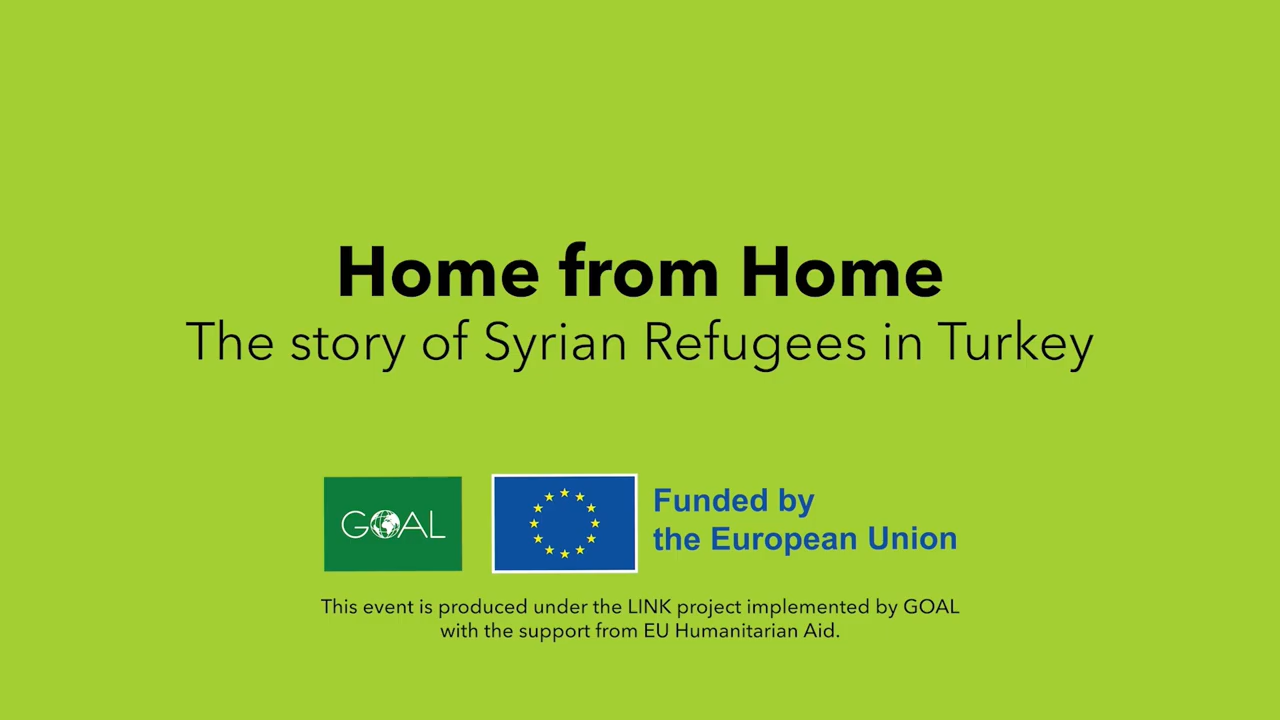 Home from Home
The story of Syrian Refugees in Turkey
GOAL
Funded by
the European Union
This event is produced under the LINK project implemented by GOAL
with the support from EU Humanitarian Aid.